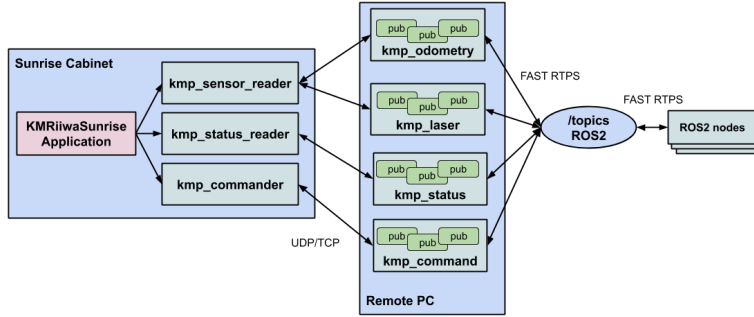 Sunrise Cabinet
KMRiiwaSunrise
Application
kmp_sensor_reader
kmp_status_reader
kmp_commander
UDP/TCP
pub
pub
pub
kmp_odometry
pub
pub
pub
kmp_laser
pub
pub
pub
kmp_status
pub
pub
pub
kmp_command
Remote PC
FAST RTPS
/topics
ROS2
FAST RTPS
ROS2 nodes